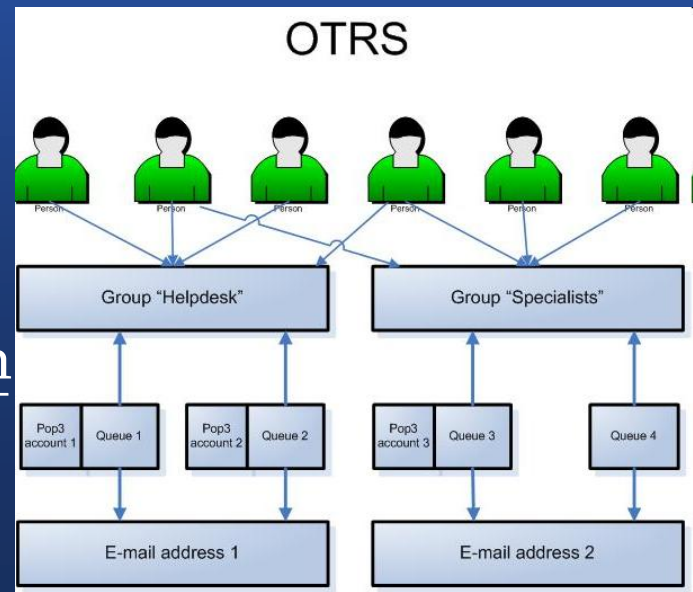 OTRS
Person Person Person Person Person Person
Group “Helpdesk” Group “Specialists”
n
Pop3 account 1 Queue 1 Pop3 account 2 Queue 2 Pop3 account 3 Queue 3 Queue 4
E-mail address 1 E-mail address 2